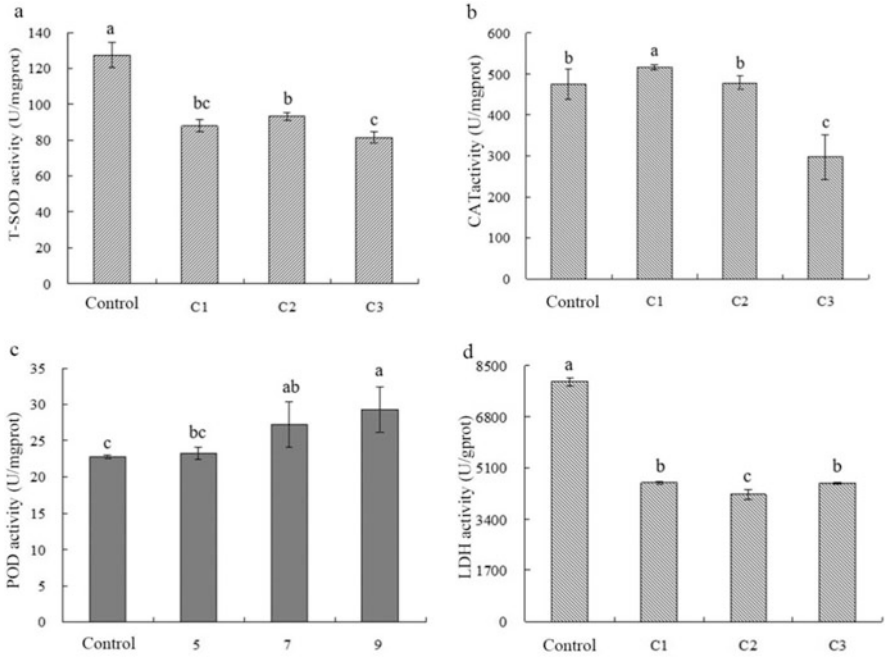 a
T-SOD activity (U/mgprot)
140
120
100
80
60
40
20
0
a
bc
b
c
Control
C1
C2
C3
b
CATactivity (U/mgprot)
600
500
400
300
200
100
0
b
a
b
c
Control
C1
C2
C3
c
POD activity (U/mgprot)
35
30
25
20
15
10
5
0
c
bc
ab
a
Control
5
7
9
d
LDH activity (U/gprot)
8500
6800
5100
3400
1700
0
a
b
c
b
Control
C1
C2
C3